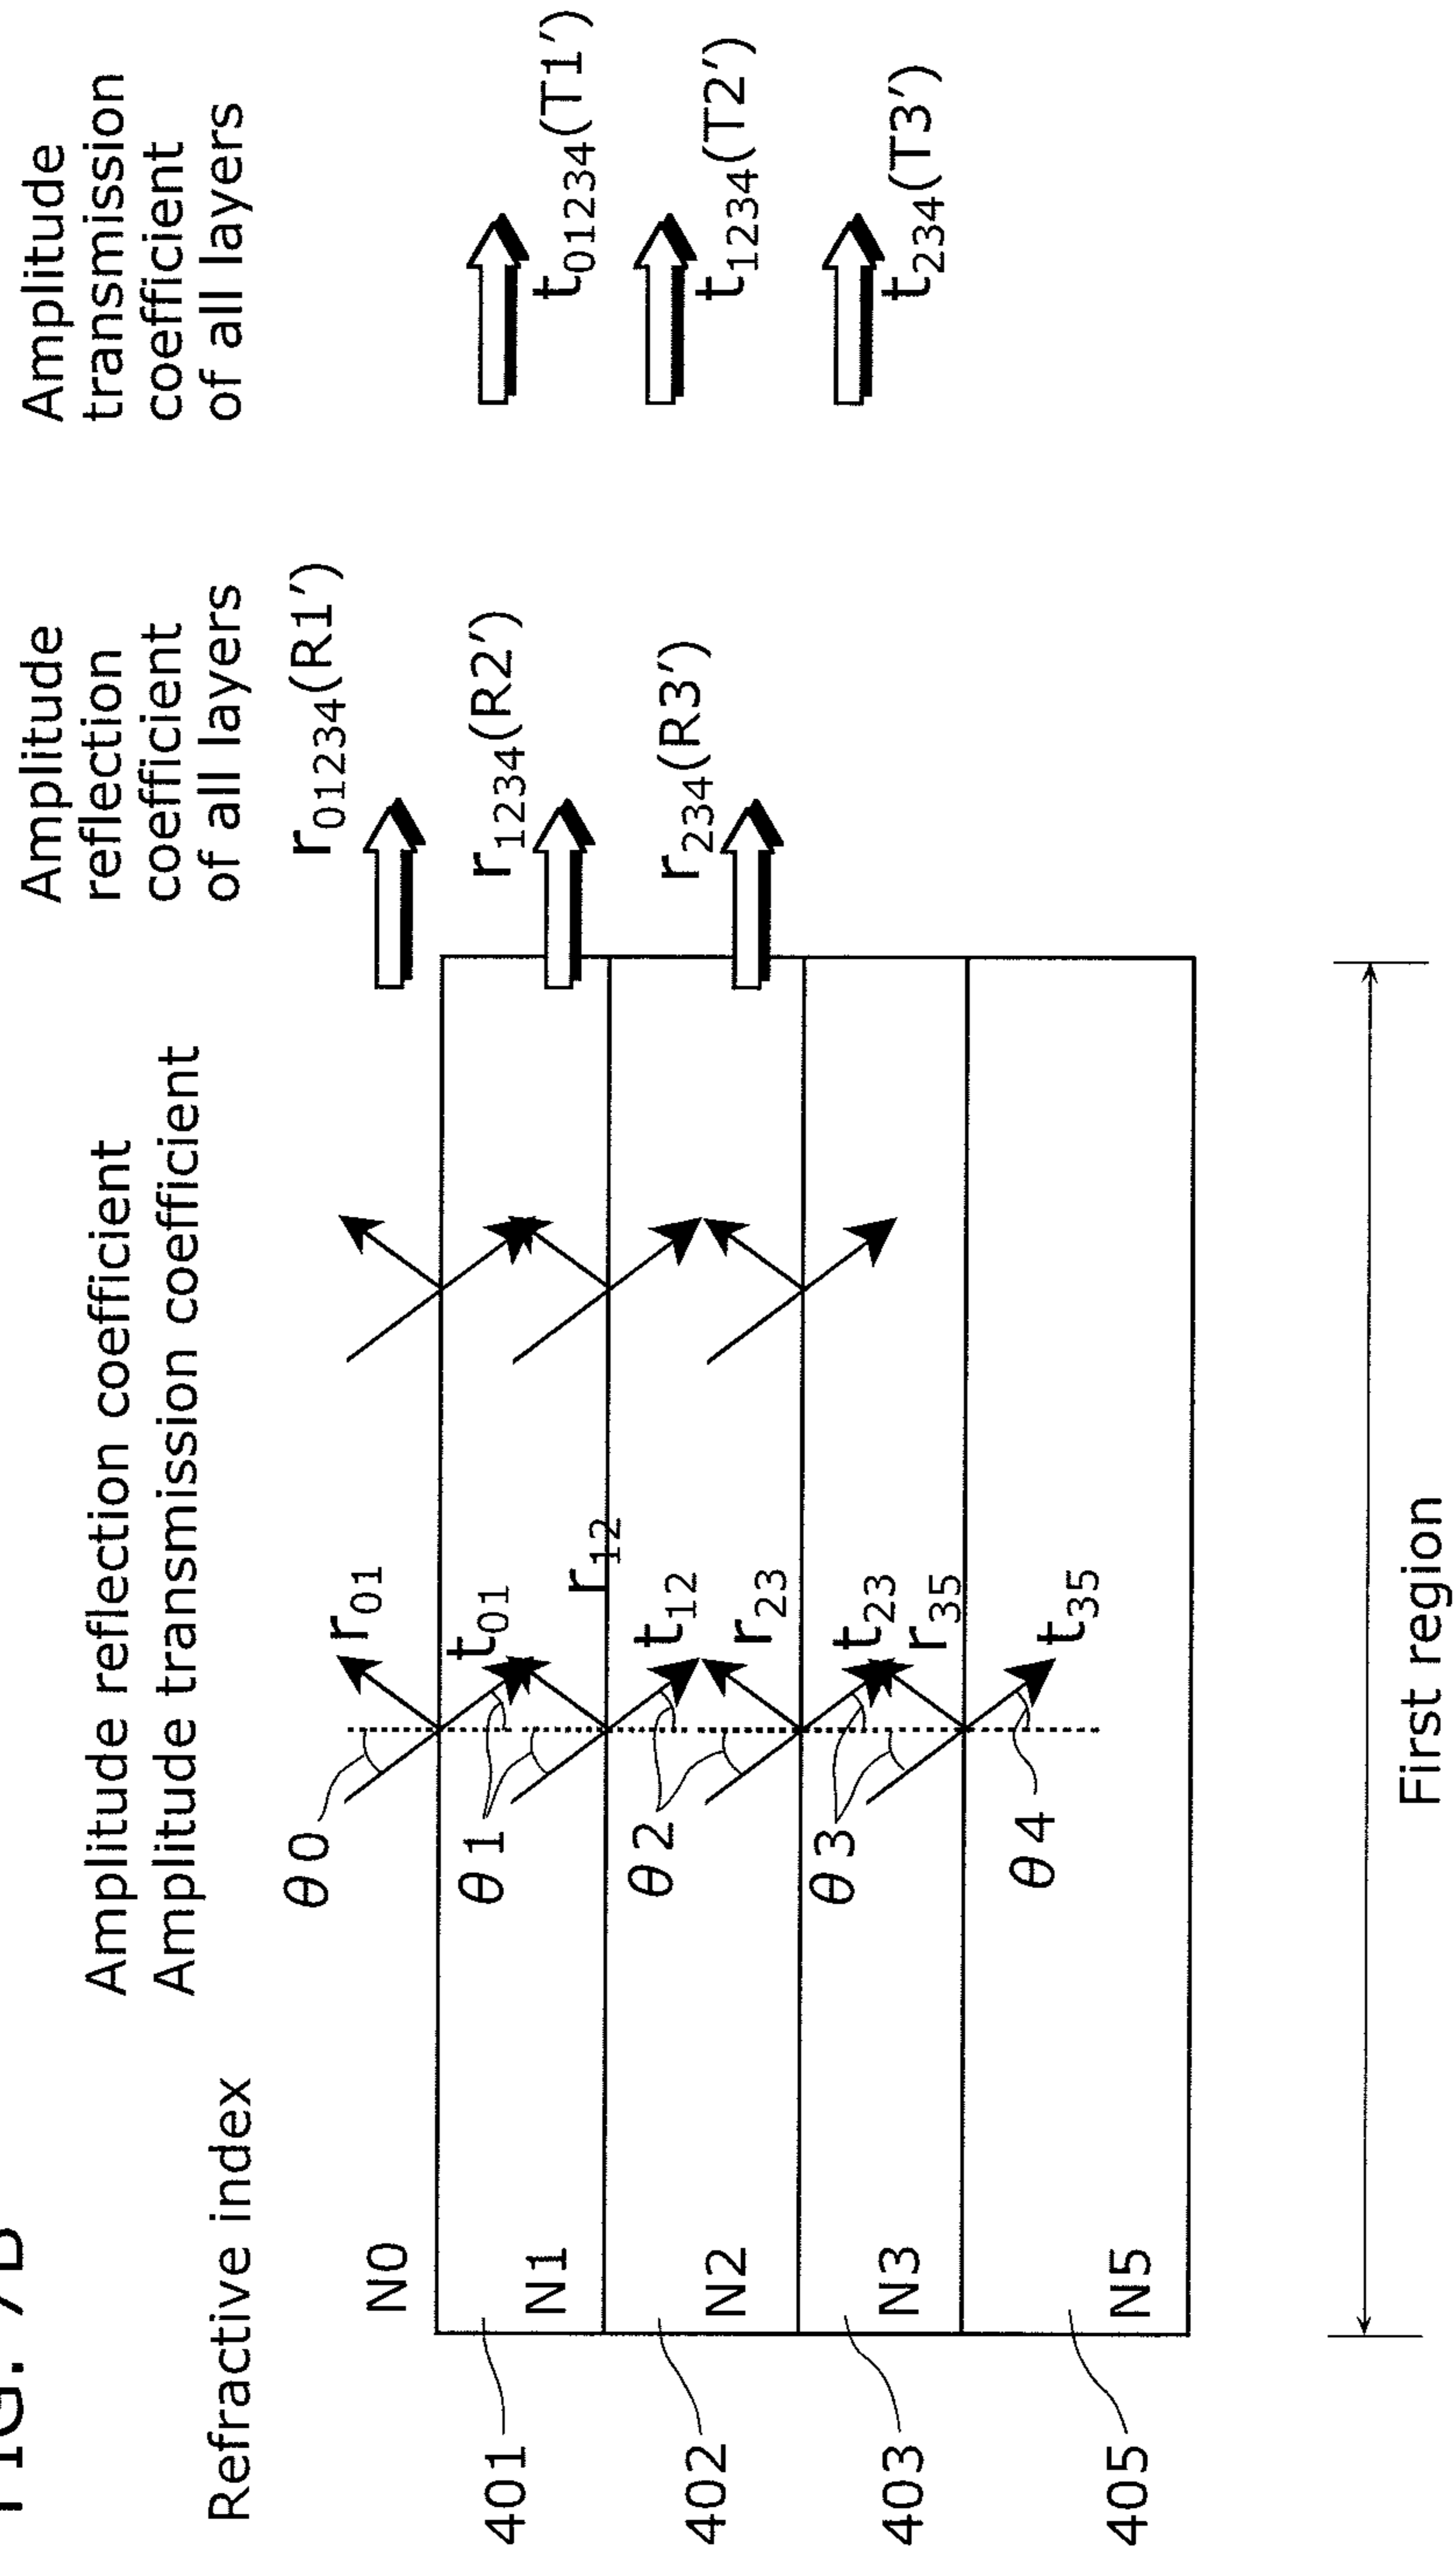 FIG. 7B
Refractive index
Amplitude reflection coefficient
Amplitude transmission coefficient
Amplitude
reflection
coefficient
of all layers
Amplitude
transmission
coefficient
of all layers
N0
θ0
r01
r01234(R1′)
401
N1
θ1
t01
r12
r1234(R2′)
t01234(T1′)
402
N2
θ2
t12
r23
r234(R3′)
t1234(T2′)
403
N3
θ3
t23
r35
t234(T3′)
405
N5
θ4
t35
First region